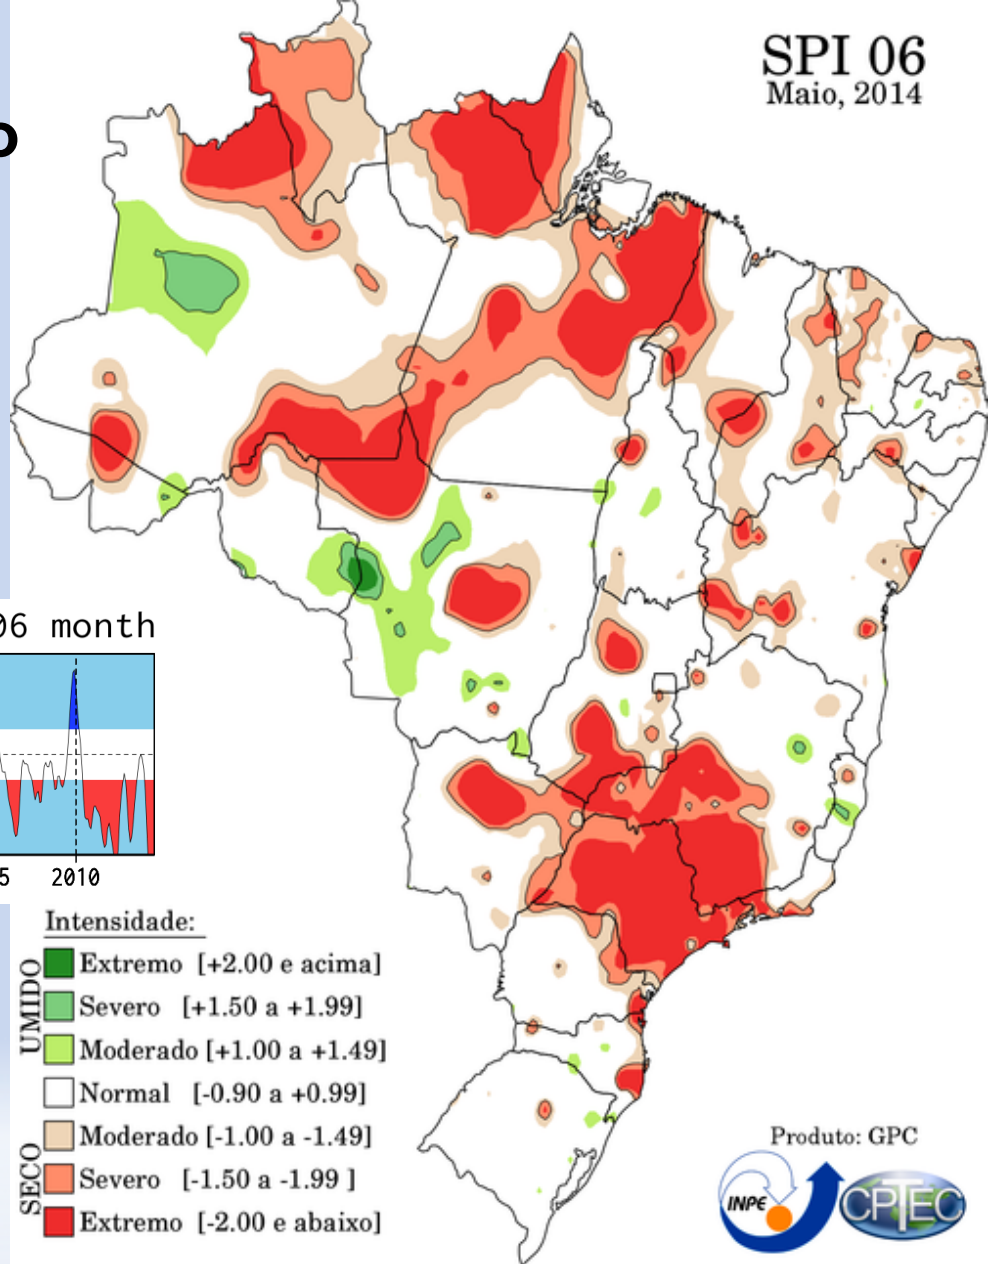 SPI 06
Maio, 2014
06 month
2010
Intensidade:
UMIDO
Extremo [+2.00 e acima]
Severo [+1.50 a +1.99]
Moderado [+1.00 a +1.49]
Normal [-0.90 a +0.99]
SECO
Moderado [-1.00 a -1.49]
Severo [-1.50 a -1.99 ]
Extremo [-2.00 e abaixo]
Produto: GPC
INPE
CPTEC